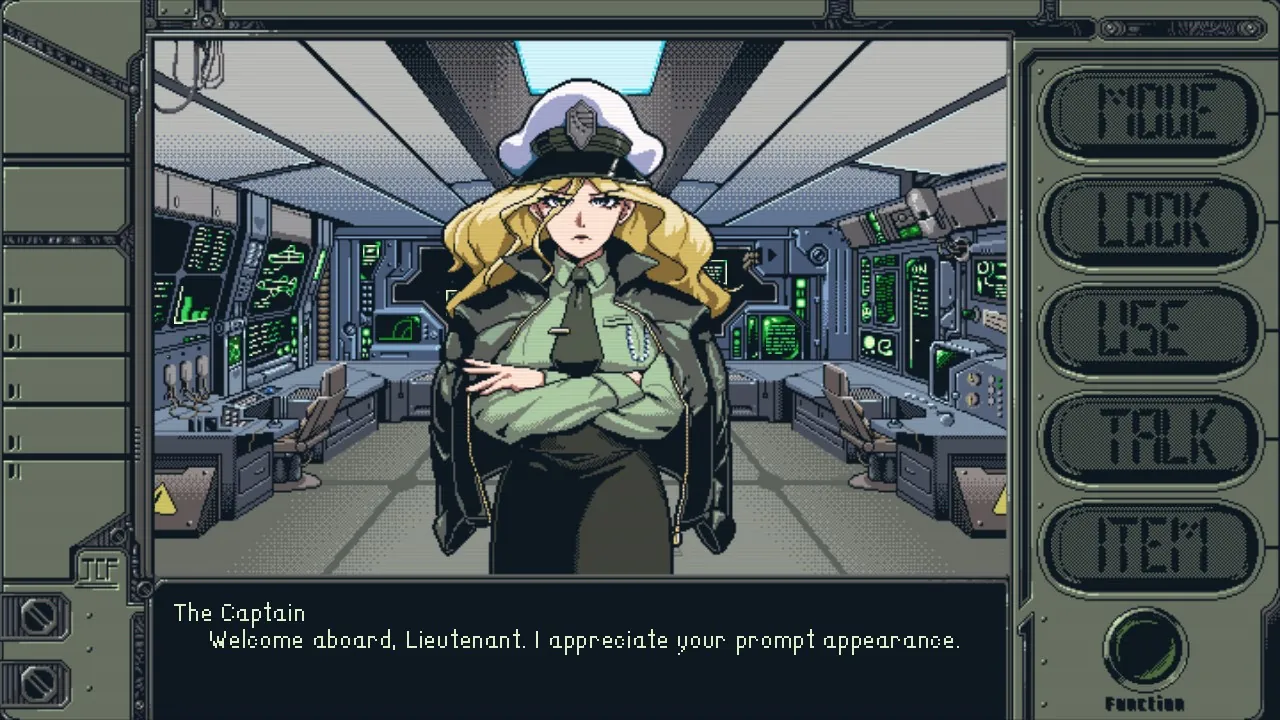 MOVE
LOOK
USE
TALK
ITEM
The Captain
Welcome aboard, Lieutenant. I appreciate your prompt appearance.
Function